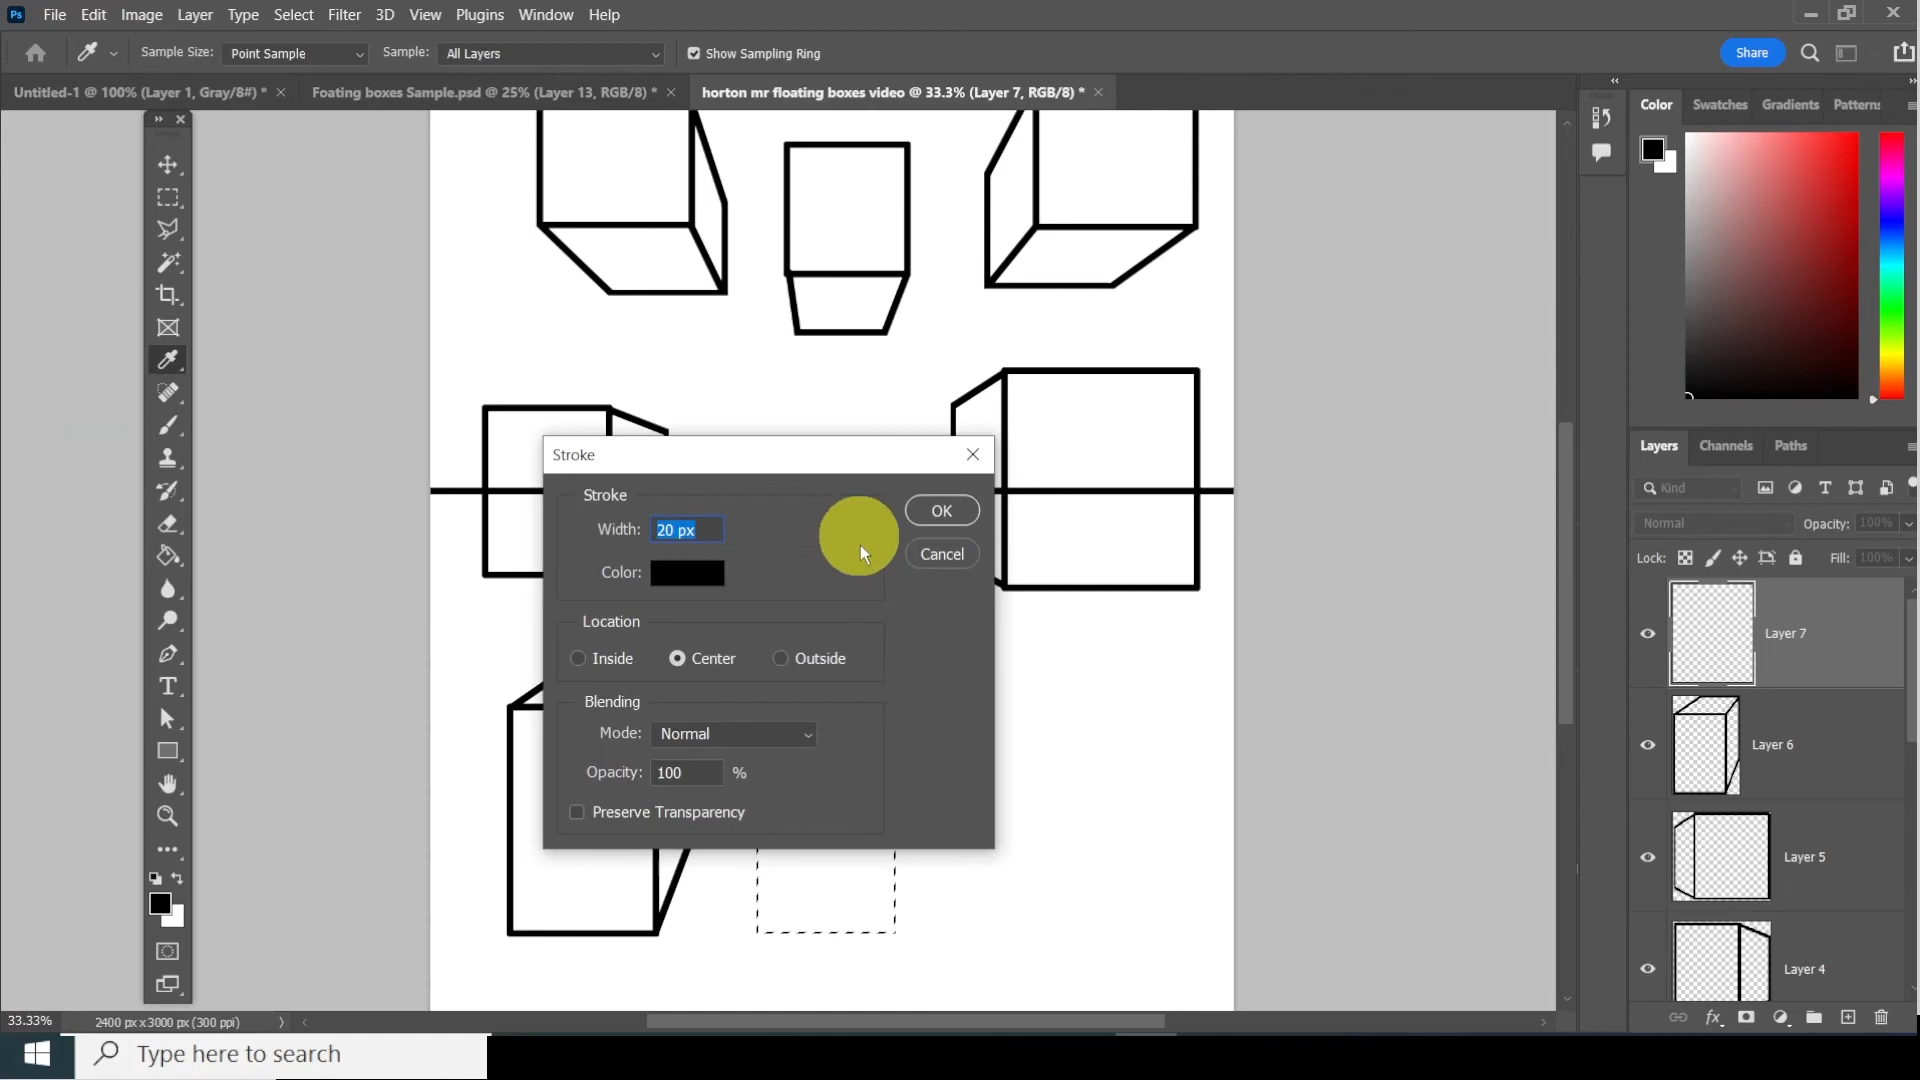 Ps File Edit Image Layer Type Select Filter 3D View Plugins Window Help
Sample Size: Point Sample Sample: All Layers Show Sampling Ring Share
Untitled-1 @ 100% (Layer 1, Gray/8#) * Foating boxes Sample.psd @ 25% (Layer 13, RGB/8) * horton mr floating boxes video @ 33.3% (Layer 7, RGB/8) *
Color Swatches Gradients Patterns
Stroke
Stroke
Width: 20 px
Color:
OK
Cancel
Location
Inside Center Outside
Blending
Mode: Normal
Opacity: 100 %
Preserve Transparency
Layers Channels Paths
Kind
Normal Opacity: 100%
Lock: Fill: 100%
Layer 7
Layer 6
Layer 5
Layer 4
fx
33.33% 2400 px x 3000 px (300 ppi)
Type here to search